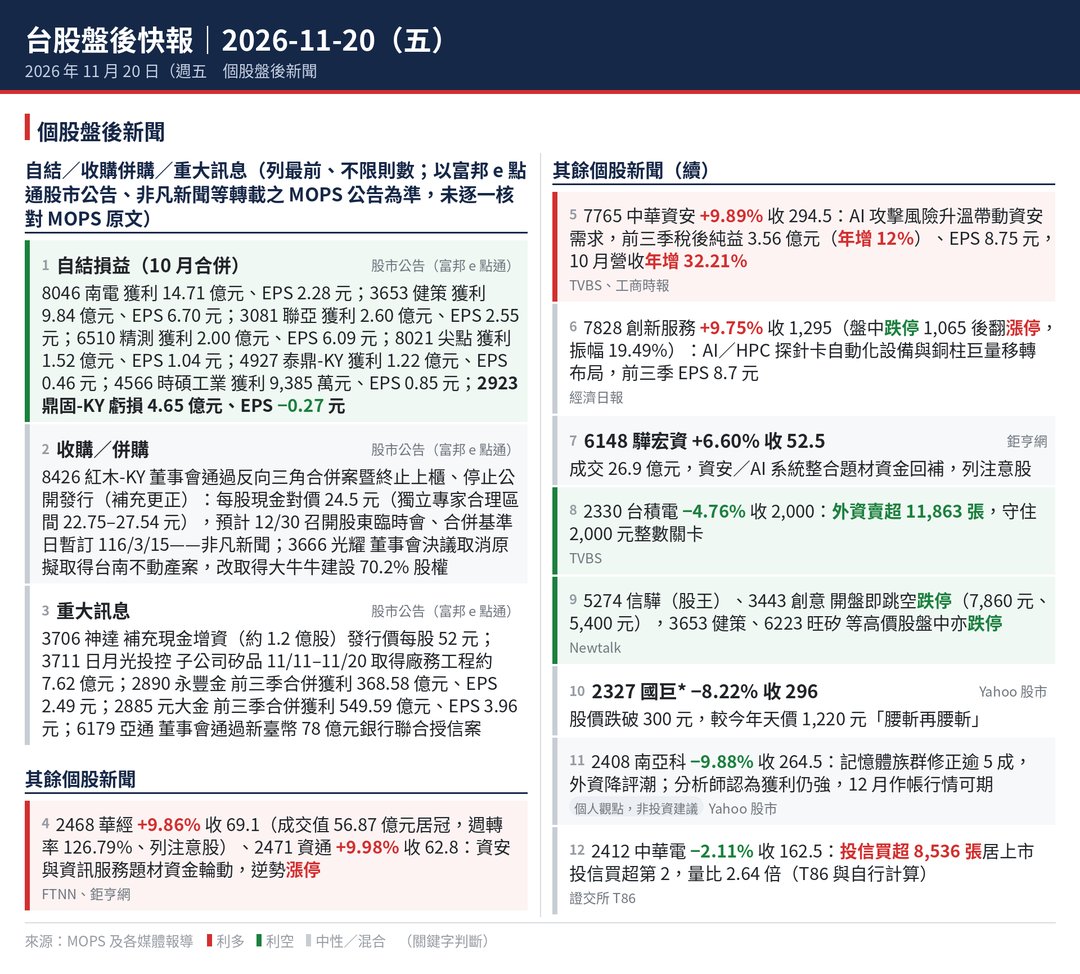 台股盤後快報｜2026-11-20（五）
2026 年 11 月 20 日（週五　個股盤後新聞
個股盤後新聞
自結／收購併購／重大訊息（列最前、不限則數；以富邦 e 點
通股市公告、非凡新聞等轉載之 MOPS 公告為準，未逐一核
對 MOPS 原文）
1 自結損益（10 月合併） 股市公告（富邦 e 點通）
8046 南電 獲利 14.71 億元、EPS 2.28 元；3653 健策 獲利
9.84 億元、EPS 6.70 元；3081 聯亞 獲利 2.60 億元、EPS 2.55
元；6510 精測 獲利 2.00 億元、EPS 6.09 元；8021 尖點 獲利
1.52 億元、EPS 1.04 元；4927 泰鼎-KY 獲利 1.22 億元、EPS
0.46 元；4566 時碩工業 獲利 9,385 萬元、EPS 0.85 元；2923
鼎固-KY 虧損 4.65 億元、EPS −0.27 元
2 收購／併購 股市公告（富邦 e 點通）
8426 紅木-KY 董事會通過反向三角合併案暨終止上櫃、停止公
開發行（補充更正）：每股現金對價 24.5 元（獨立專家合理區
間 22.75–27.54 元），預計 12/30 召開股東臨時會、合併基準
日暫訂 116/3/15——非凡新聞；3666 光耀 董事會決議取消原
擬取得台南不動產案，改取得大牛牛建設 70.2% 股權
3 重大訊息 股市公告（富邦 e 點通）
3706 神達 補充現金增資（約 1.2 億股）發行價每股 52 元；
3711 日月光投控 子公司矽品 11/11–11/20 取得廠務工程約
7.62 億元；2890 永豐金 前三季合併獲利 368.58 億元、EPS
2.49 元；2885 元大金 前三季合併獲利 549.59 億元、EPS 3.96
元；6179 亞通 董事會通過新臺幣 78 億元銀行聯合授信案
其餘個股新聞
4 2468 華經 +9.86% 收 69.1（成交值 56.87 億元居冠，週轉
率 126.79%、列注意股）、2471 資通 +9.98% 收 62.8：資安
與資訊服務題材資金輪動，逆勢漲停
FTNN、鉅亨網
其餘個股新聞（續）
5 7765 中華資安 +9.89% 收 294.5：AI 攻擊風險升溫帶動資安
需求，前三季稅後純益 3.56 億元（年增 12%）、EPS 8.75 元，
10 月營收年增 32.21%
TVBS、工商時報
6 7828 創新服務 +9.75% 收 1,295（盤中跌停 1,065 後翻漲停，
振幅 19.49%）：AI／HPC 探針卡自動化設備與銅柱巨量移轉
布局，前三季 EPS 8.7 元
經濟日報
7 6148 驊宏資 +6.60% 收 52.5 鉅亨網
成交 26.9 億元，資安／AI 系統整合題材資金回補，列注意股
8 2330 台積電 −4.76% 收 2,000：外資賣超 11,863 張，守住
2,000 元整數關卡
TVBS
9 5274 信驊（股王）、3443 創意 開盤即跳空跌停（7,860 元、
5,400 元），3653 健策、6223 旺矽 等高價股盤中亦跌停
Newtalk
10 2327 國巨* −8.22% 收 296 Yahoo 股市
股價跌破 300 元，較今年天價 1,220 元「腰斬再腰斬」
11 2408 南亞科 −9.88% 收 264.5：記憶體族群修正逾 5 成，
外資降評潮；分析師認為獲利仍強，12 月作帳行情可期
個人觀點，非投資建議 Yahoo 股市
12 2412 中華電 −2.11% 收 162.5：投信買超 8,536 張居上市
投信買超第 2，量比 2.64 倍（T86 與自行計算）
證交所 T86
來源：MOPS 及各媒體報導 利多 利空 中性／混合 （關鍵字判斷）